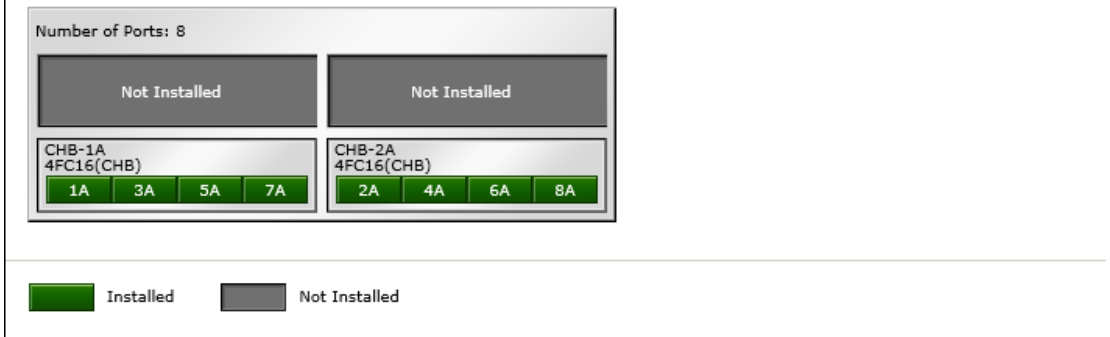 Number of Ports: 8
Not Installed Not Installed
CHB-1A CHB-2A
4FC16(CHB) 4FC16(CHB)
1A 3A 5A 7A 2A 4A 6A 8A
Installed Not Installed